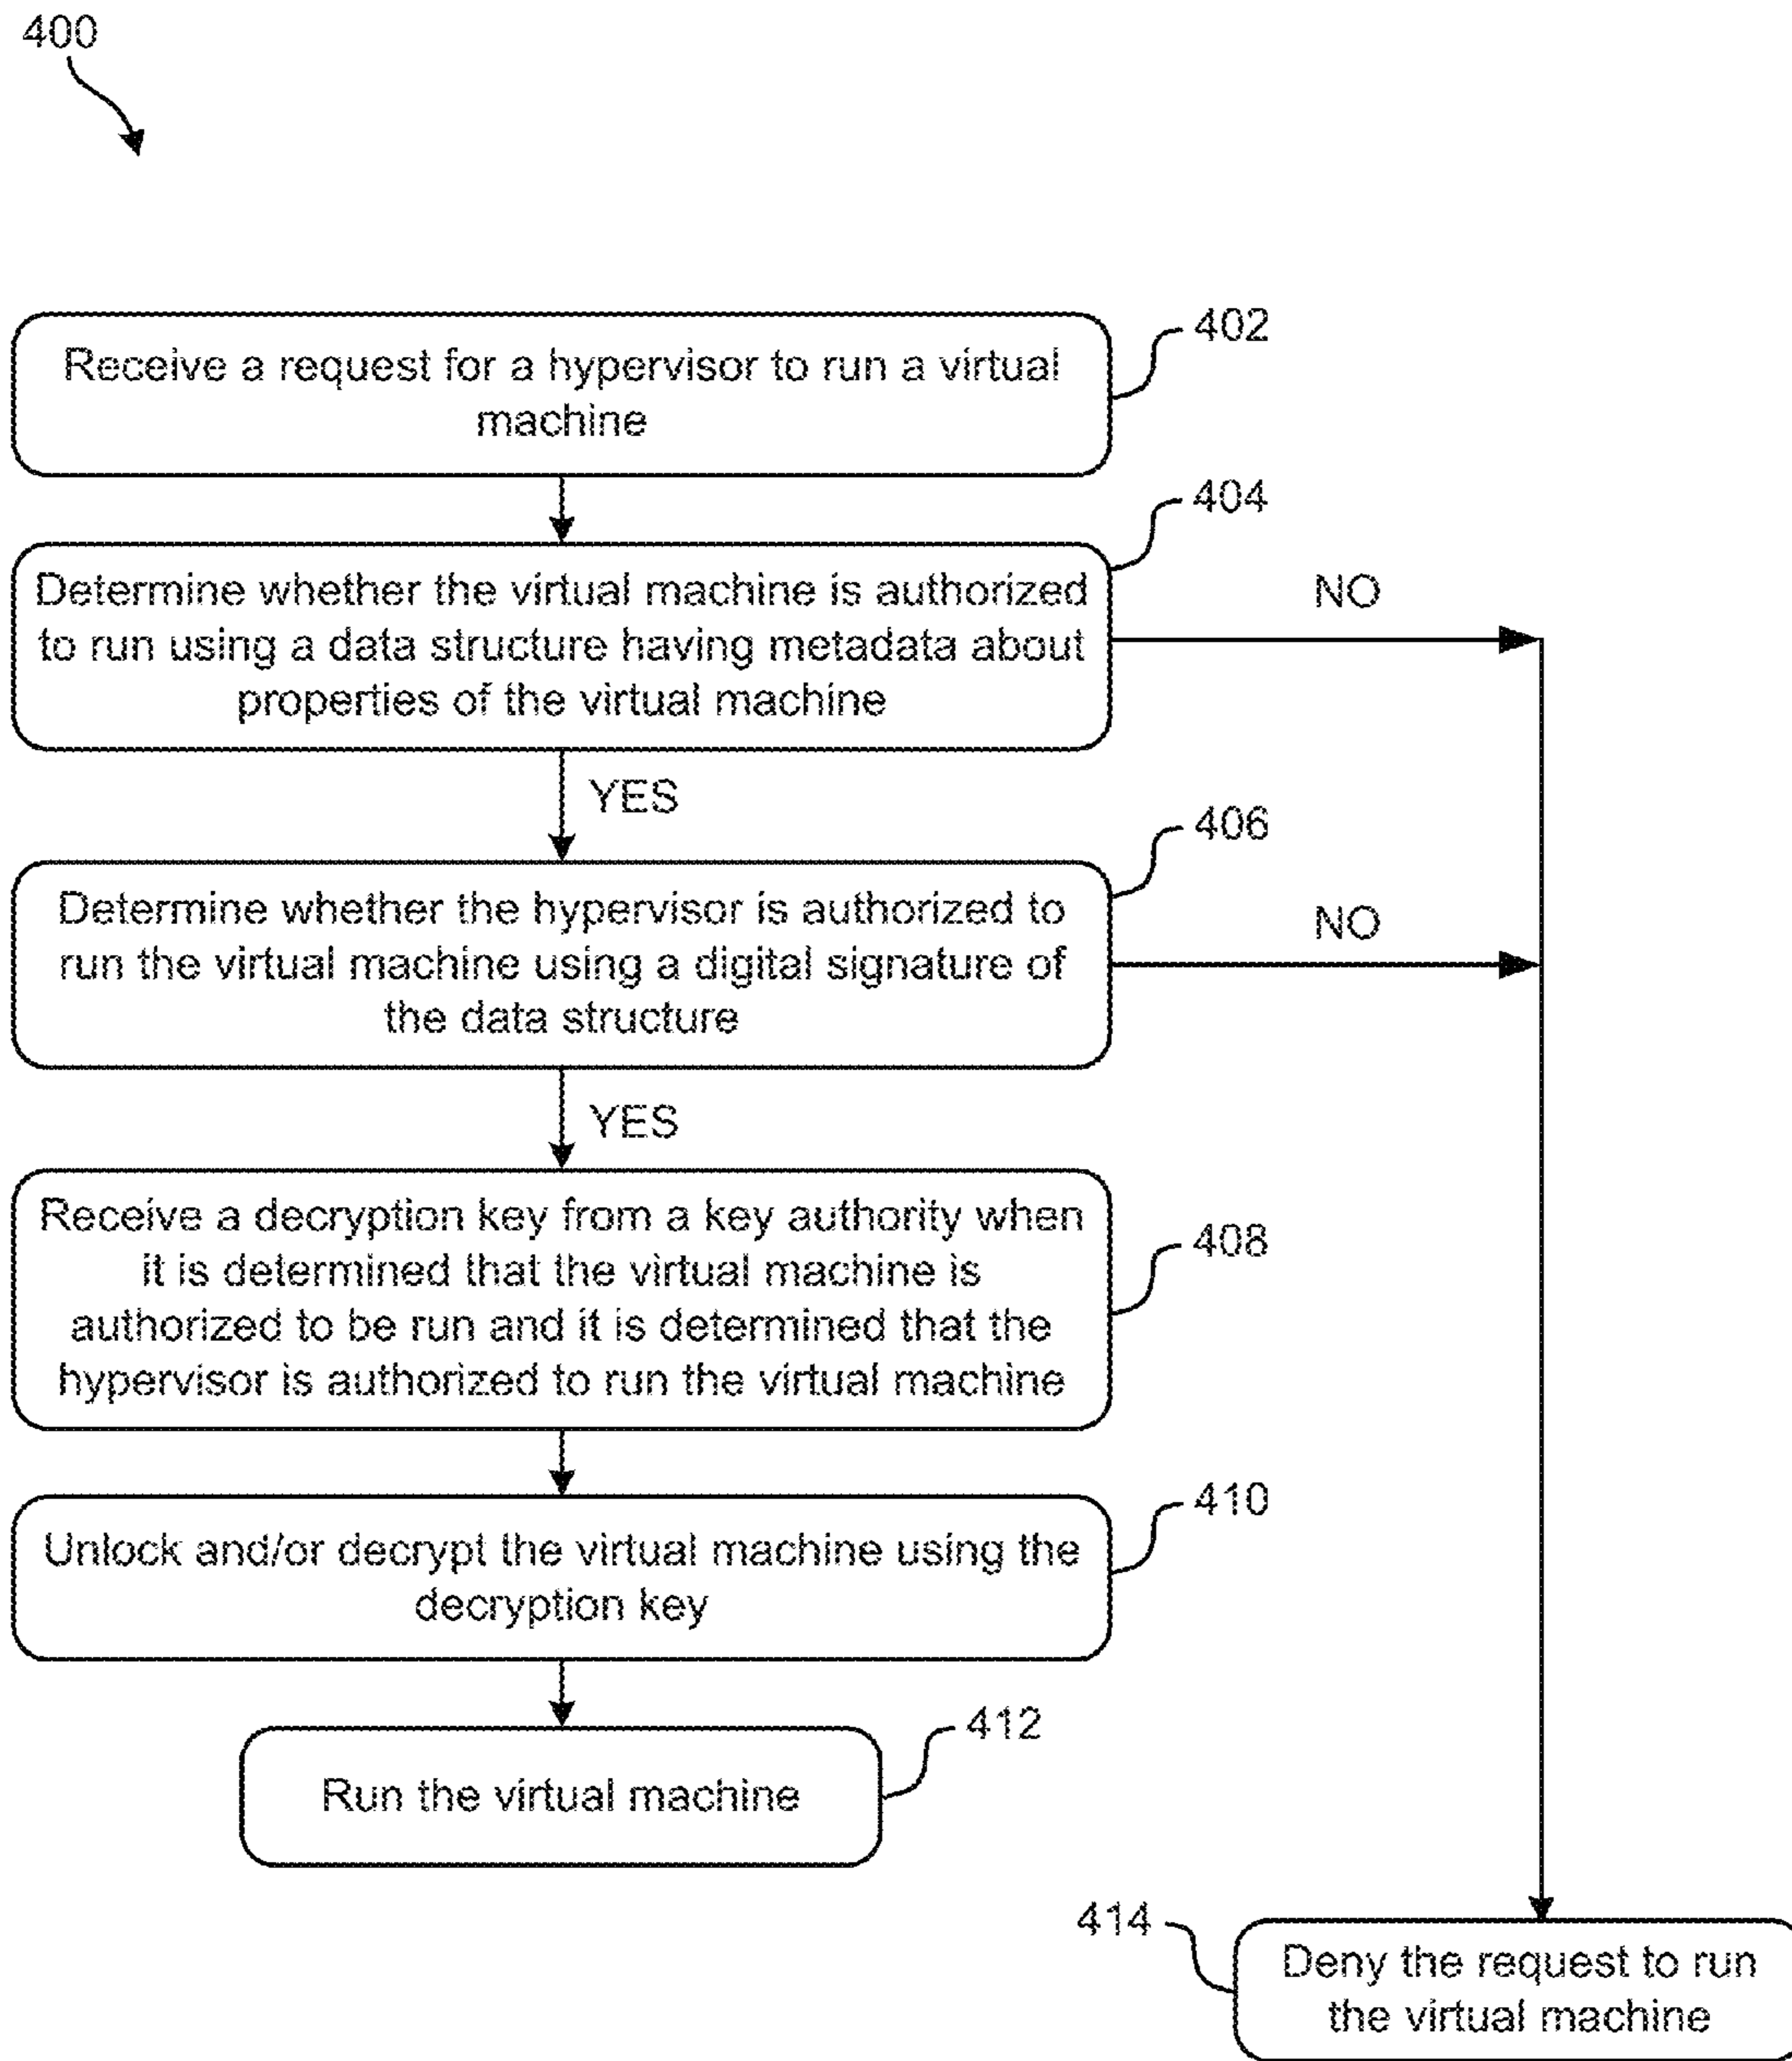 400
402
Receive a request for a hypervisor to run a virtual
machine
404
Determine whether the virtual machine is authorized
to run using a data structure having metadata about
properties of the virtual machine
NO
YES
406
Determine whether the hypervisor is authorized to
run the virtual machine using a digital signature of
the data structure
NO
YES
Receive a decryption key from a key authority when
it is determined that the virtual machine is
authorized to be run and it is determined that the
hypervisor is authorized to run the virtual machine
408
410
Unlock and/or decrypt the virtual machine using the
decryption key
412
Run the virtual machine
414
Deny the request to run
the virtual machine